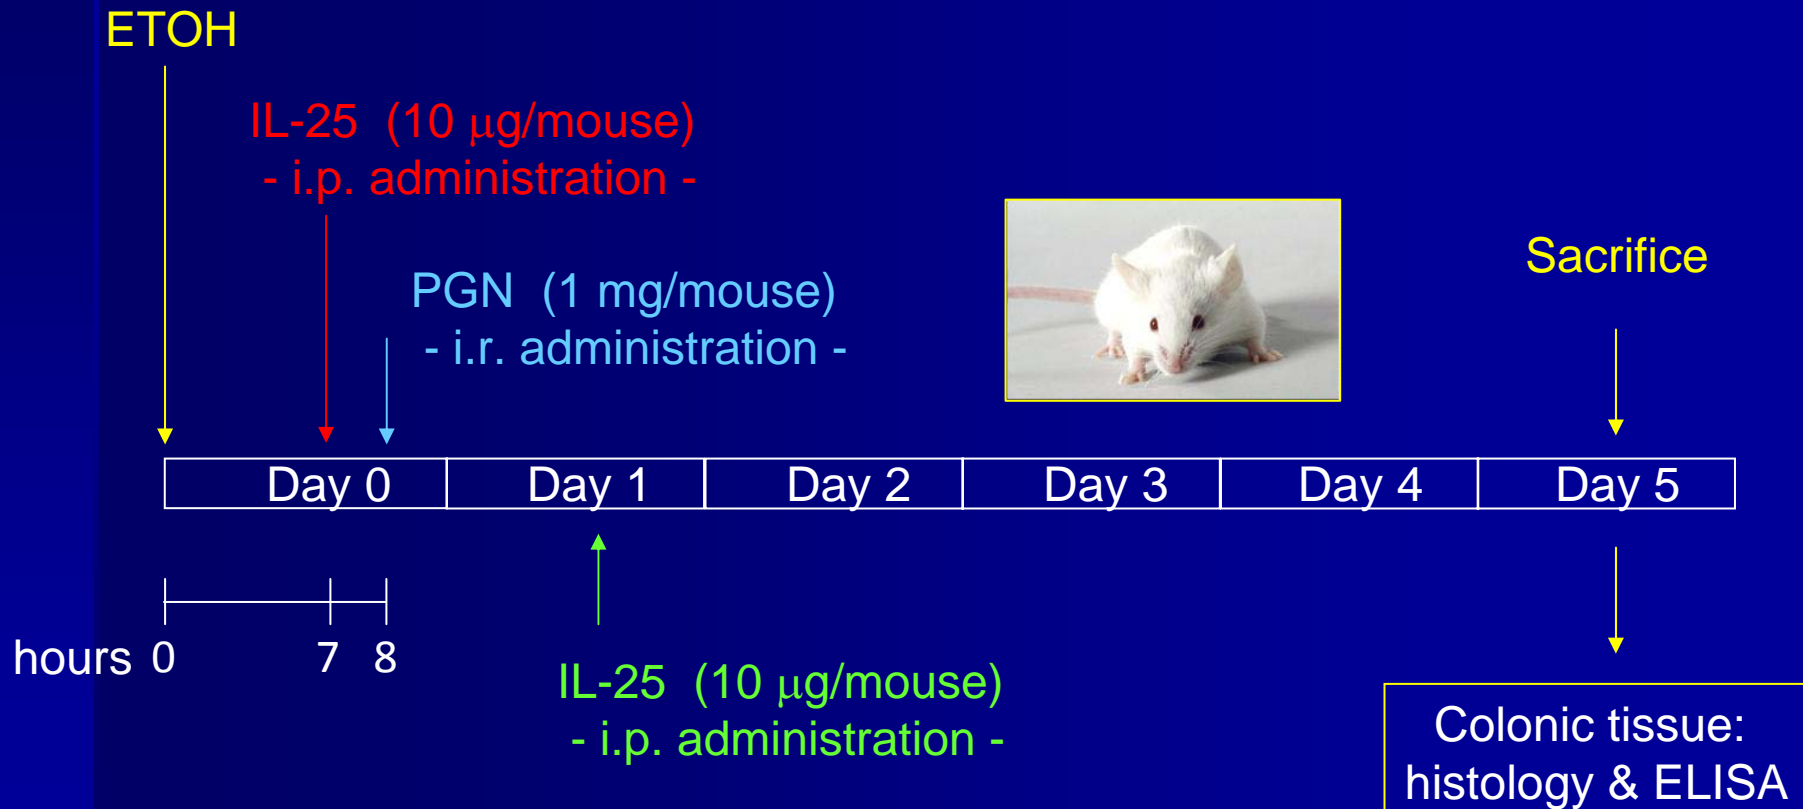 ETOH
IL-25 (10 μg/mouse)
- i.p. administration -
PGN (1 mg/mouse)
- i.r. administration -
Sacrifice
Day 0 Day 1 Day 2 Day 3 Day 4 Day 5
hours 0 7 8
IL-25 (10 μg/mouse)
- i.p. administration -
Colonic tissue:
histology & ELISA